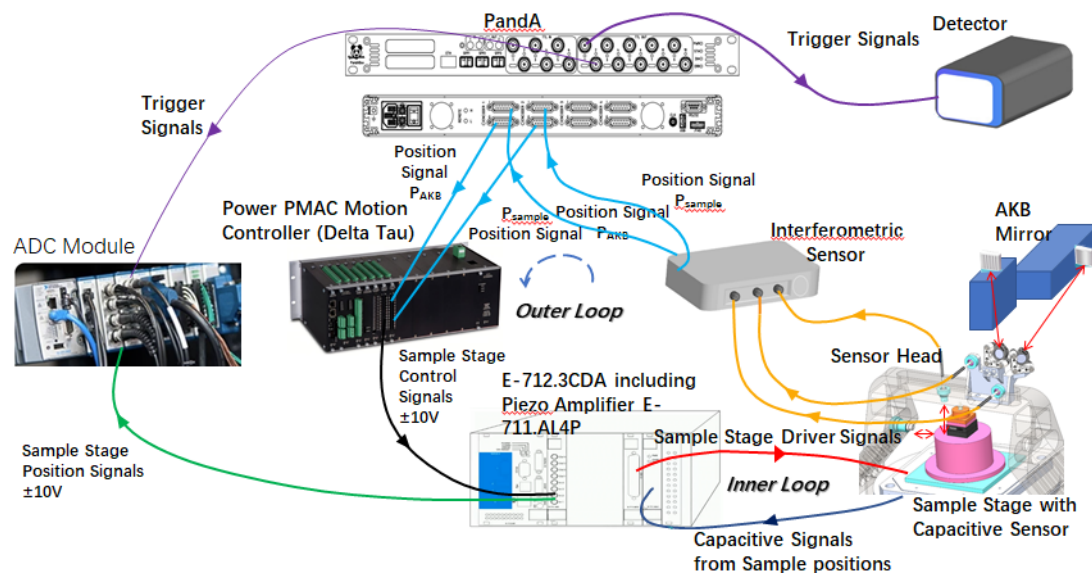 PandA
Detector
Trigger Signals
Trigger
Signals
Position
Signal
PAKB
Position Signal
Psample
Psample Position Signal
Position Signal PAKB
Power PMAC Motion
Controller (Delta Tau)
ADC Module
Interferometric
Sensor
AKB
Mirror
Outer Loop
Sensor Head
Sample Stage
Control
Signals
±10V
E-712.3CDA including
Piezo Amplifier E-
711.AL4P
Sample Stage Driver Signals
Sample Stage
Position Signals
±10V
Inner Loop
Sample Stage with
Capacitive Sensor
Capacitive Signals
from Sample positions